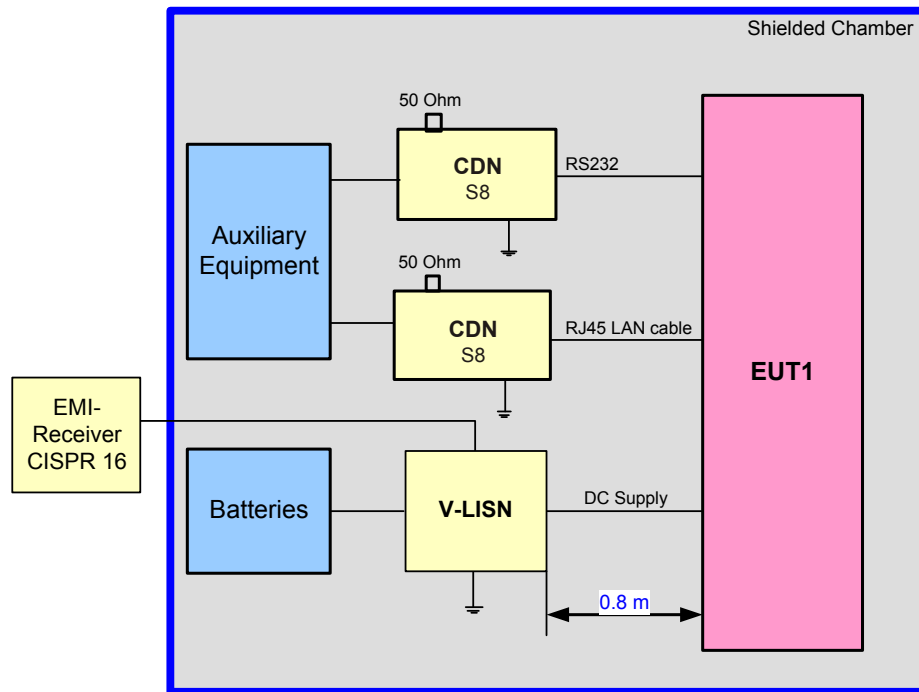 Shielded Chamber
50 Ohm
CDN
S8
RS232
Auxiliary
Equipment
50 Ohm
CDN
S8
RJ45 LAN cable
EUT1
EMI-
Receiver
CISPR 16
Batteries
V-LISN
DC Supply
0.8 m